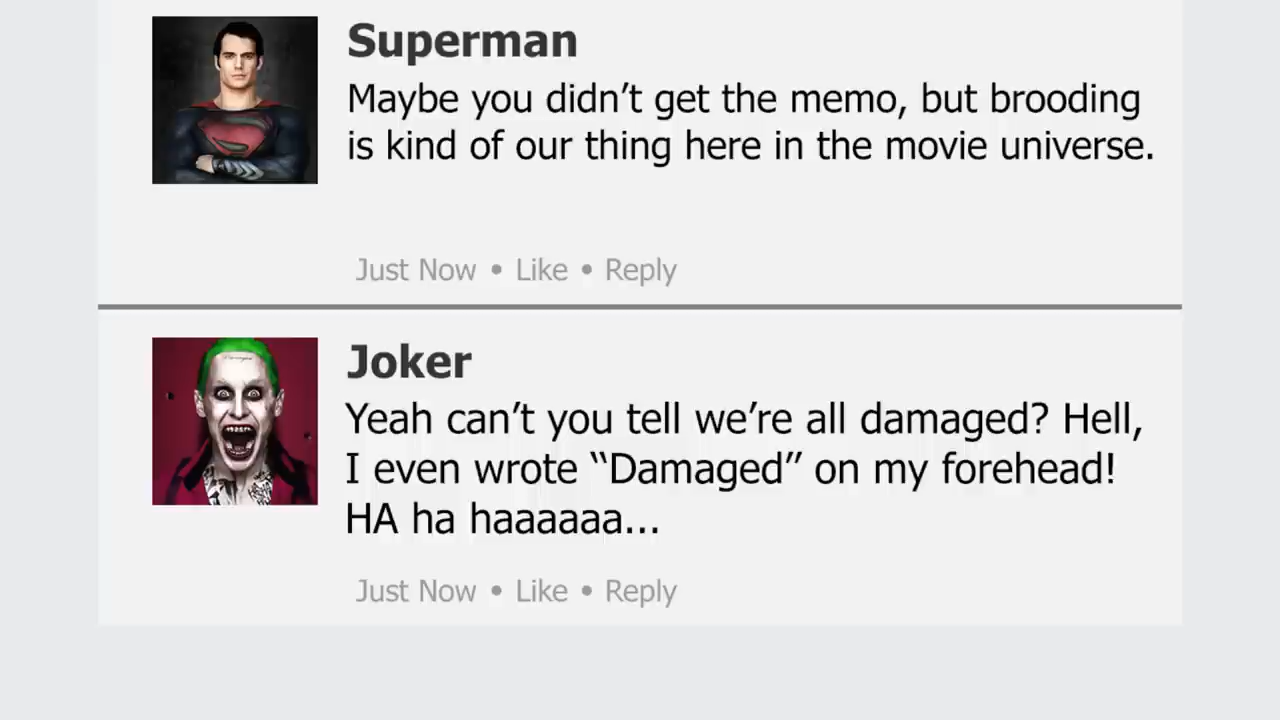 Superman
Maybe you didn’t get the memo, but brooding
is kind of our thing here in the movie universe.
Just Now • Like • Reply
Joker
Yeah can’t you tell we’re all damaged? Hell,
I even wrote “Damaged” on my forehead!
HA ha haaaaaa...
Just Now • Like • Reply